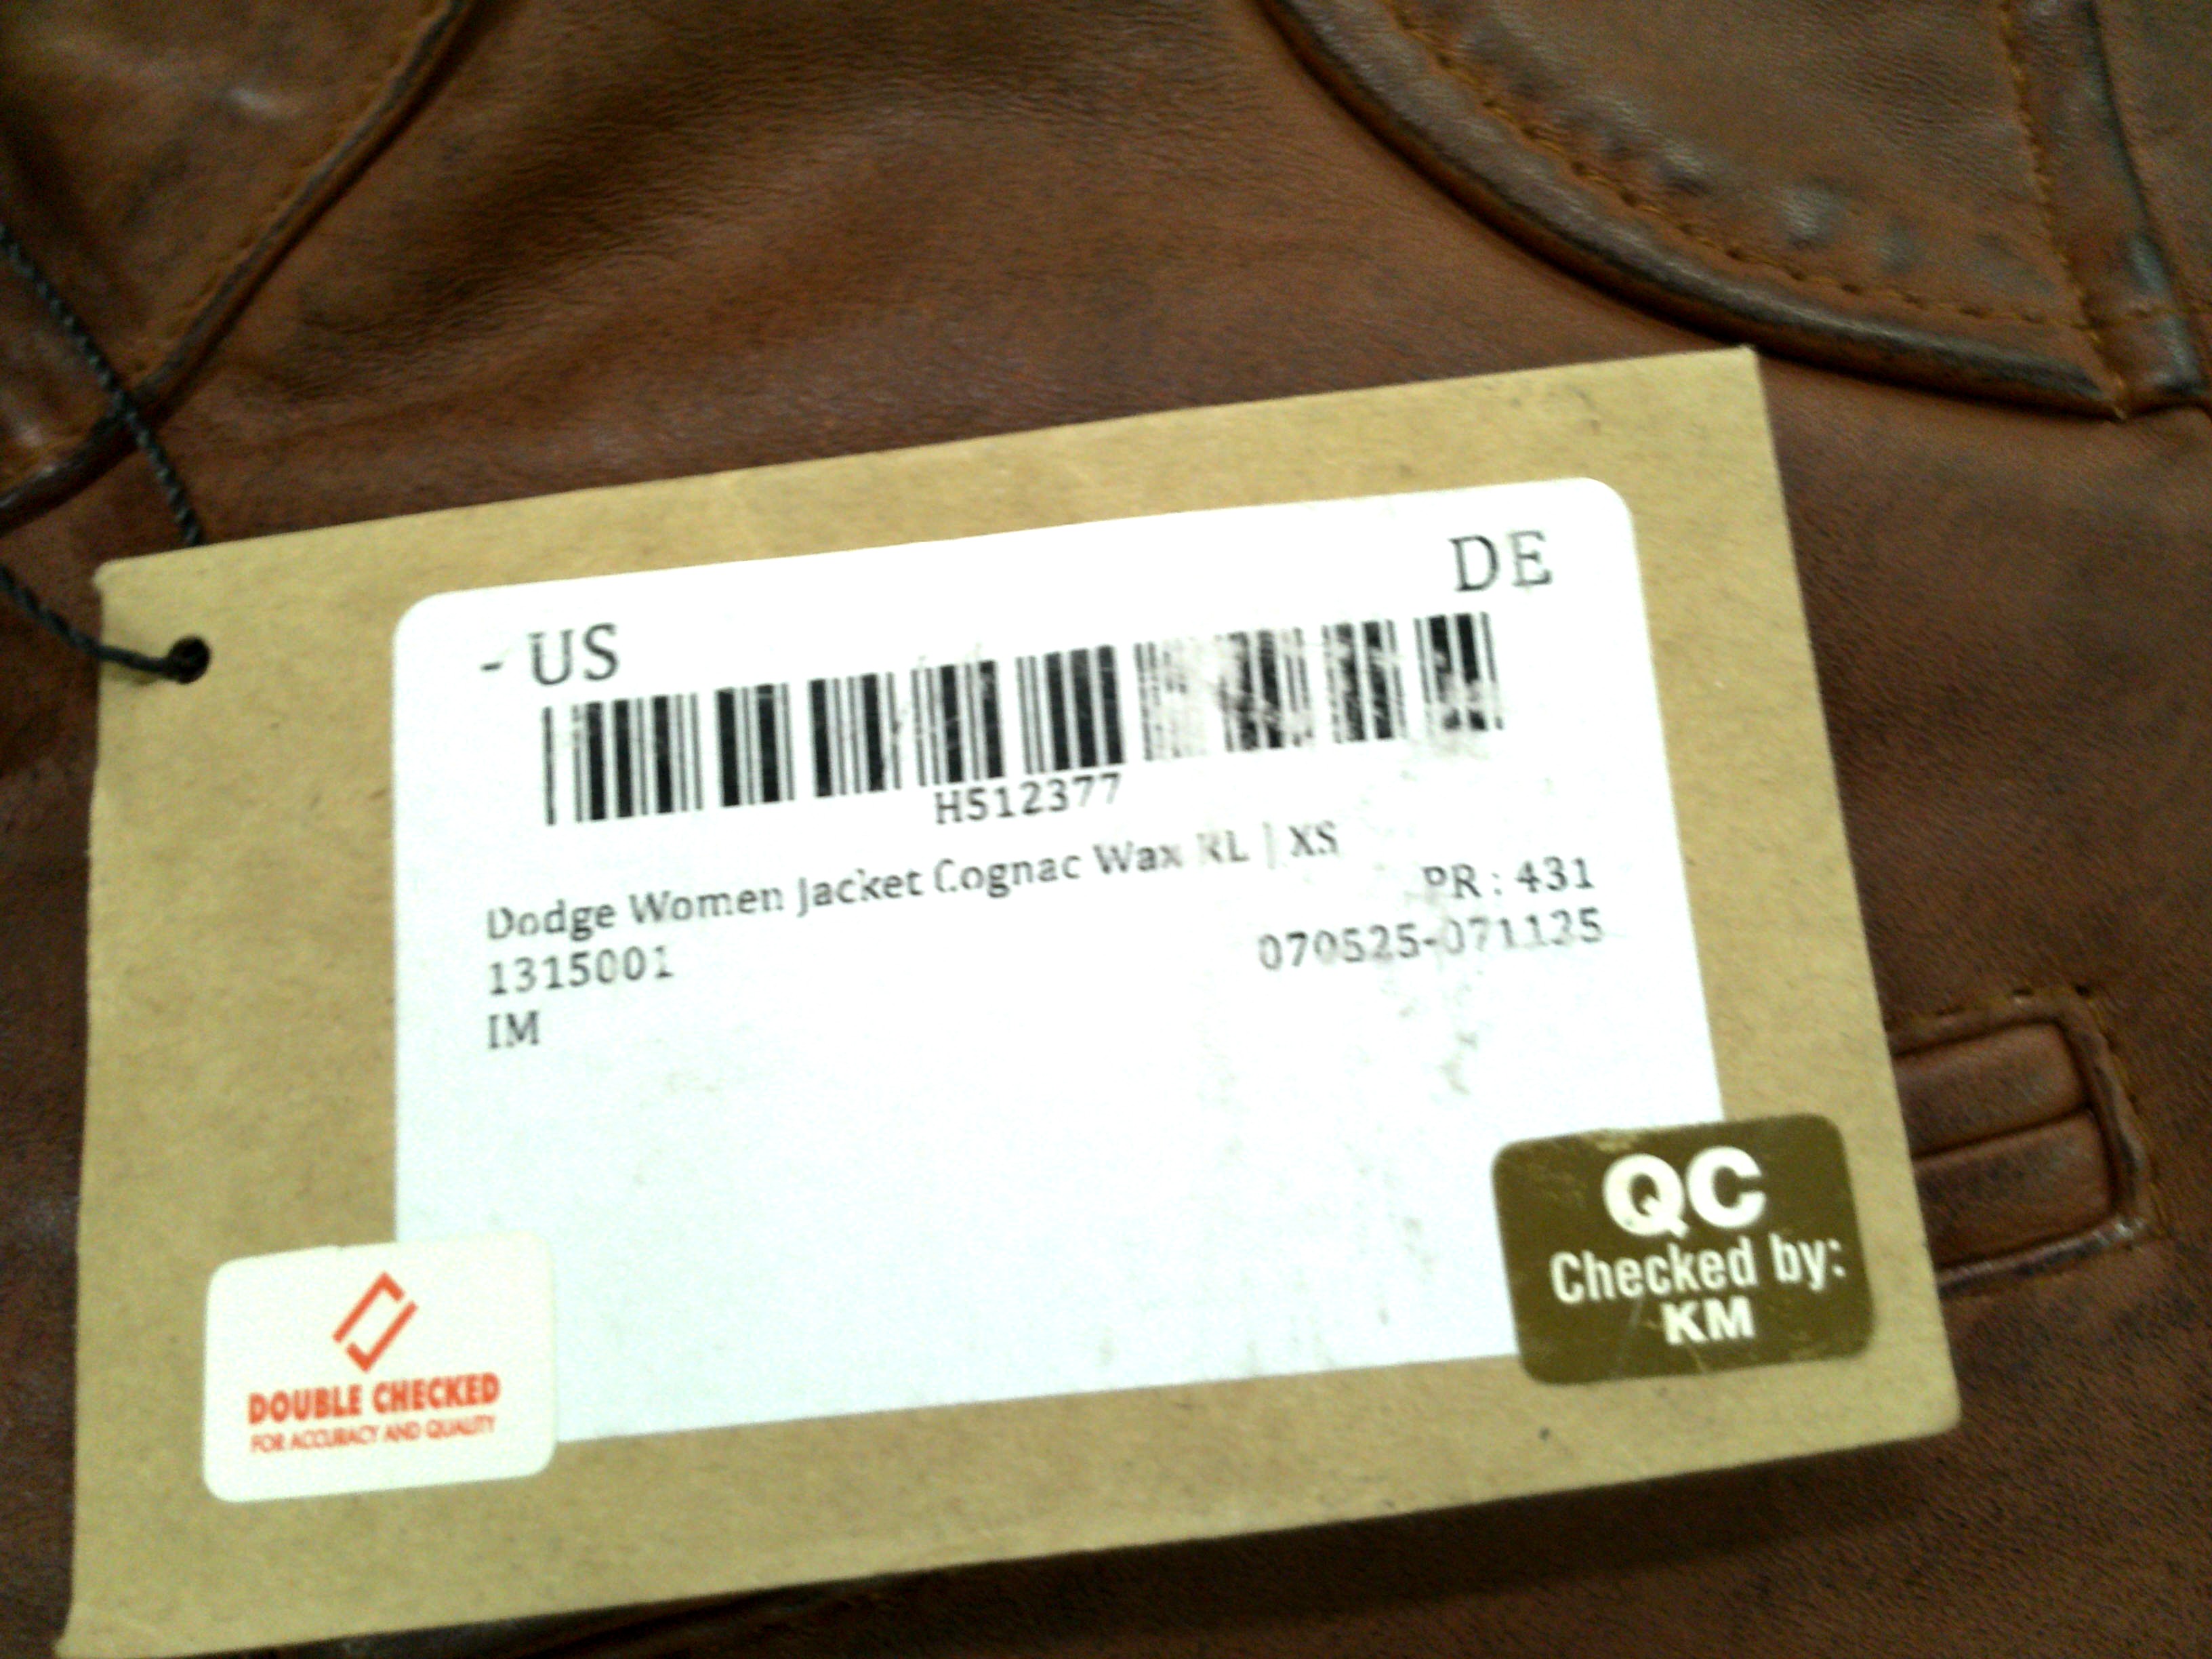 - US DE
H512377
Dodge Women Jacket Cognac Wax RL | XS
1315001 PR : 431
IM 070525-071125
QC
Checked by:
KM
DOUBLE CHECKED
FOR ACCURACY AND QUALITY